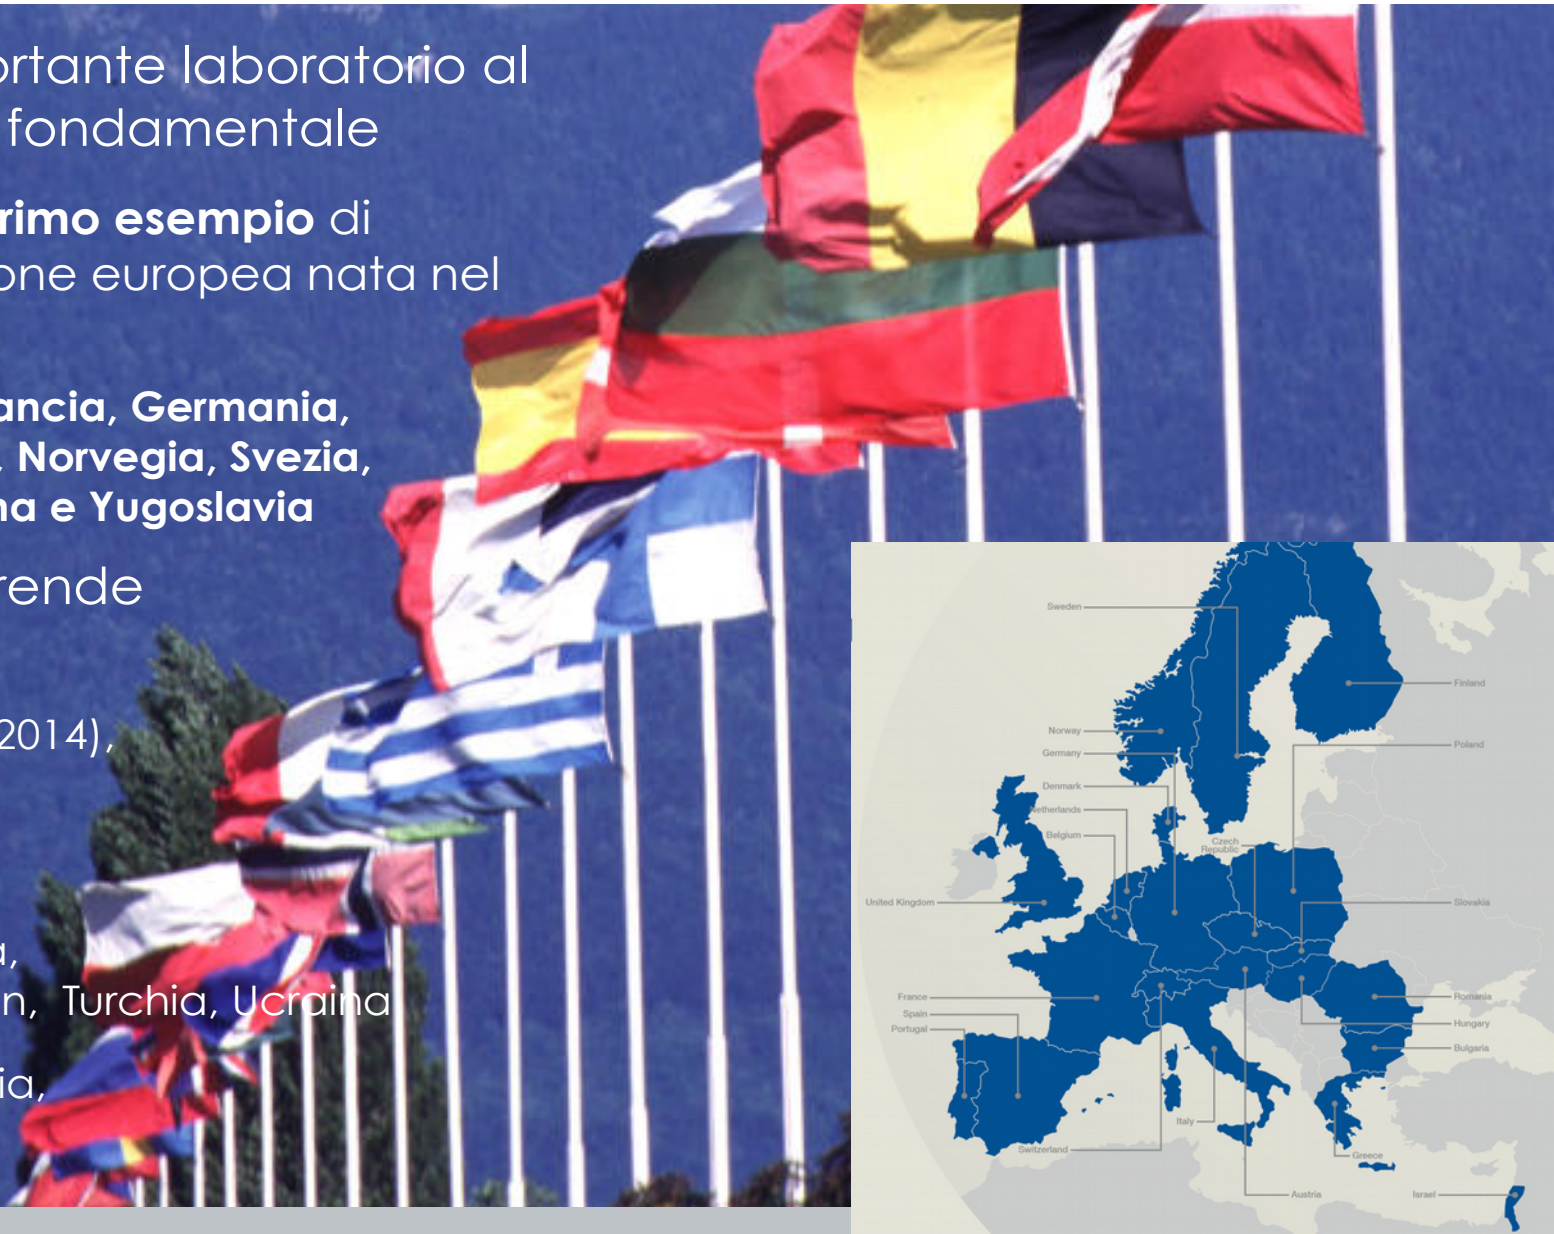 ortante laboratorio al
fondamentale
rimo esempio di
one europea nata nel
ancia, Germania,
, Norvegia, Svezia,
na e Yugoslavia
rende
2014),
a,
n, Turchia, Ucraina
ia,
Sweden
Finland
Norway
Poland
Germany
Denmark
Netherlands
Belgium
Czech
Republic
United Kingdom
Slovakia
France
Romania
Spain
Portugal
Hungary
Bulgaria
Italy
Switzerland
Greece
Austria
Israel